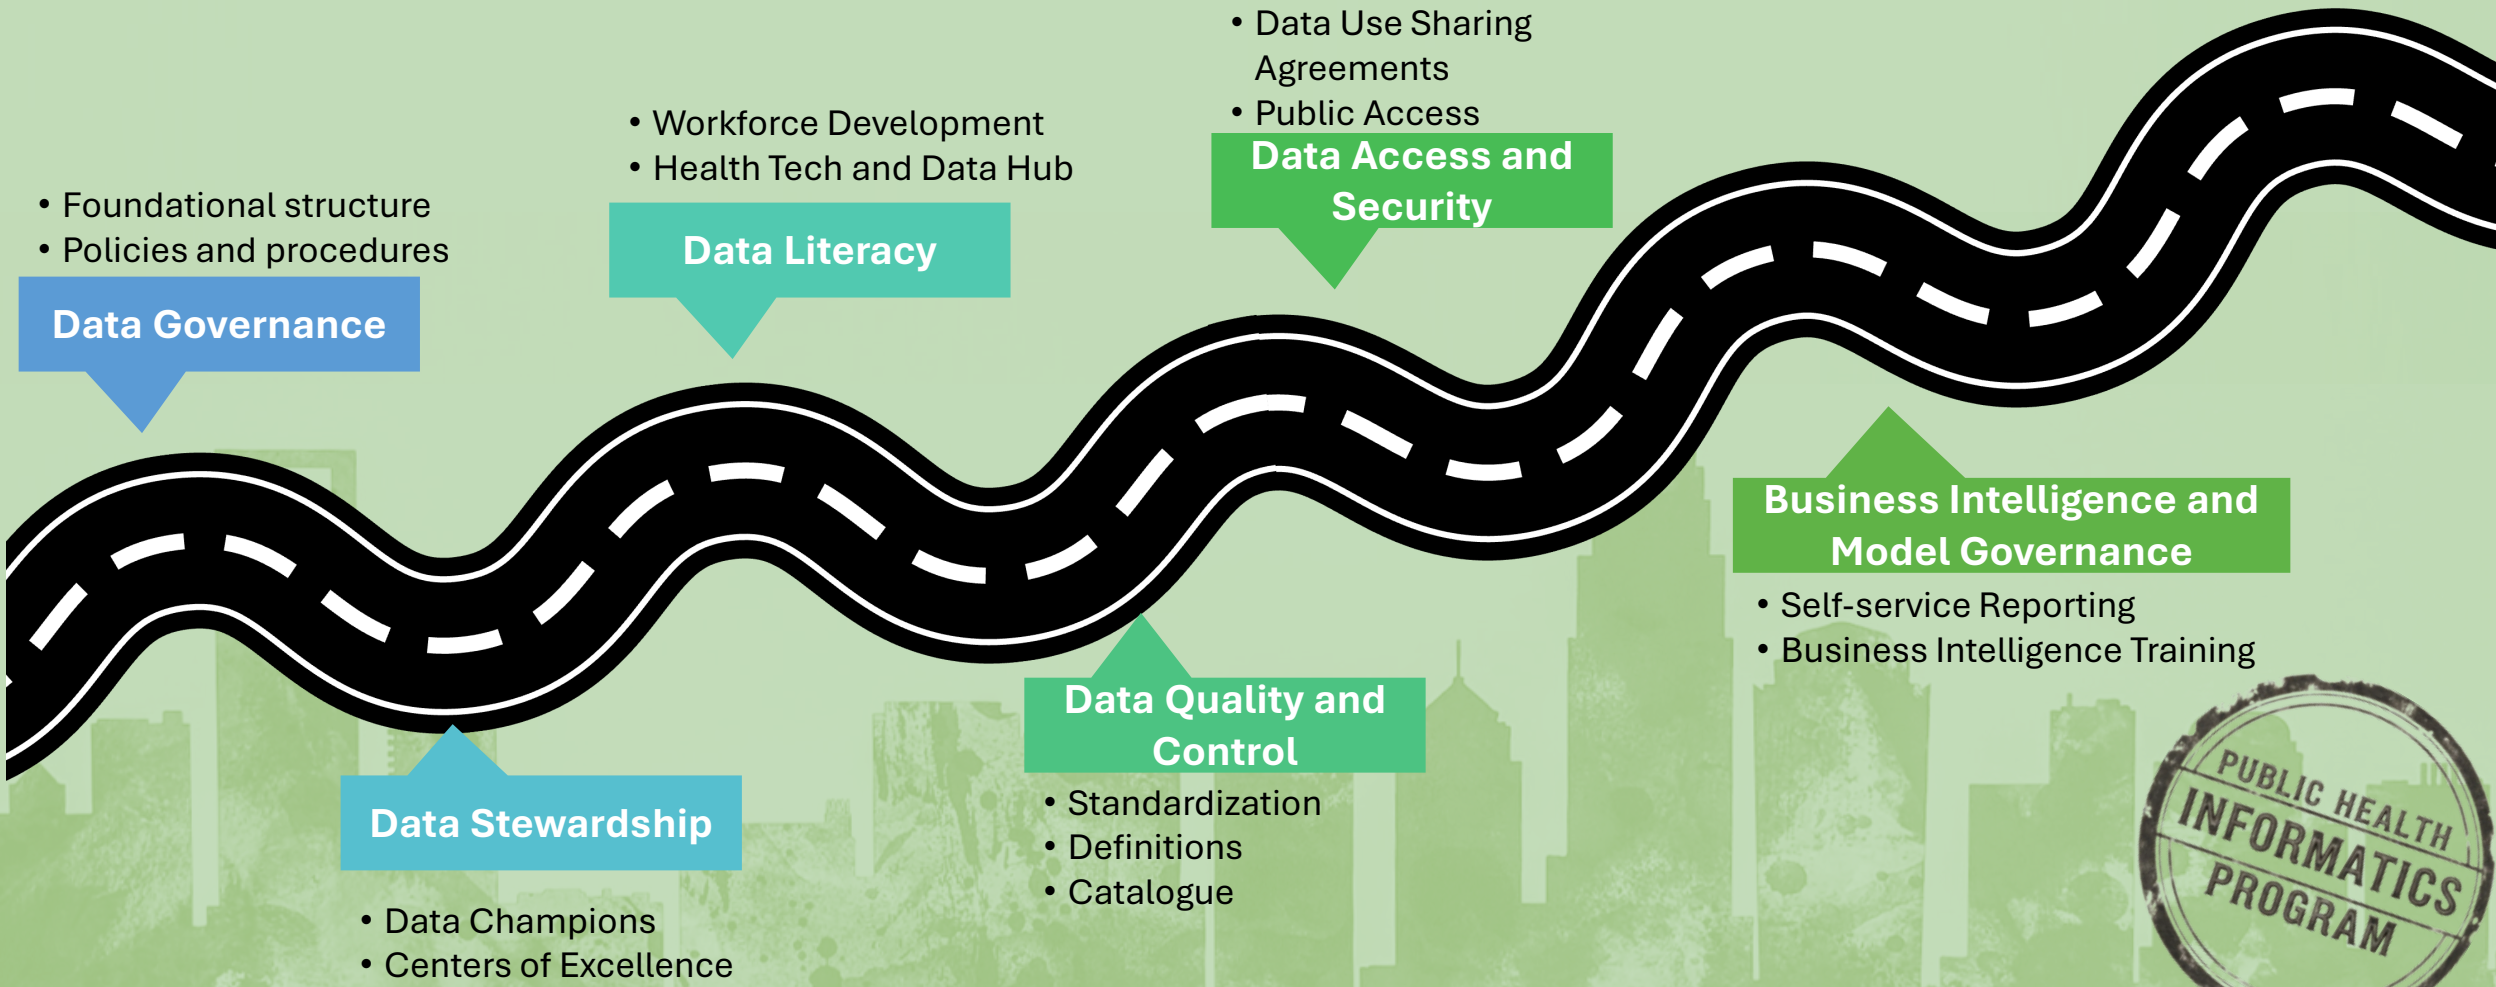 • Foundational structure
• Policies and procedures
Data Governance
Data Stewardship
• Data Champions
• Centers of Excellence
• Workforce Development
• Health Tech and Data Hub
Data Literacy
Data Quality and
Control
• Standardization
• Definitions
• Catalogue
• Data Use Sharing
Agreements
• Public Access
Data Access and
Security
Business Intelligence and
Model Governance
• Self-service Reporting
• Business Intelligence Training
PUBLIC HEALTH
INFORMATICS
PROGRAM